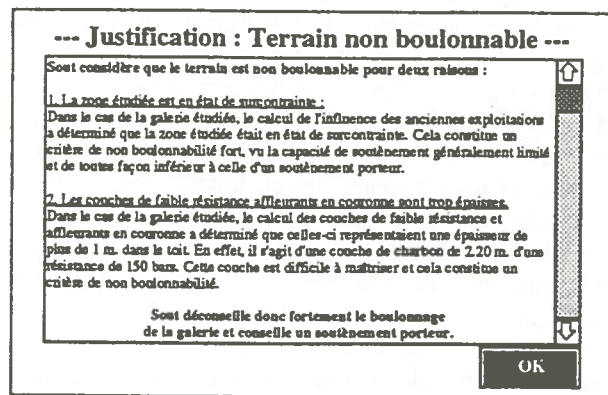 --- Justification : Terrain non boulonnable ---
Sout considère que le terrain est non boulonnable pour deux raisons :
1. La zone étudiée est en état de surcontrainte :
Dans le cas de la galerie étudiée, le calcul de l'influence des anciennes exploitations
a déterminé que la zone étudiée était en état de surcontrainte. Cela constitue un
critère de non boulonnabilité fort, vu la capacité de soutènement généralement limité
et de toutes façon inférieur à celle d'un soutènement porteur.
2. Les couches de faible résistance affleurants en couronne sont trop épaisses.
Dans le cas de la galerie étudiée, le calcul des couches de faible résistance et
affleurants en couronne a déterminé que celles-ci représentaient une épaisseur de
plus de 1 m. dans le toit. En effet, il s'agit d'une couche de charbon de 2.20 m. d'une
résistance de 150 bars. Cette couche est difficile à maîtriser et cela constitue un
critère de non boulonnabilité.
Sout déconseille donc fortement le boulonnage
de la galerie et conseille un soutènement porteur.
OK